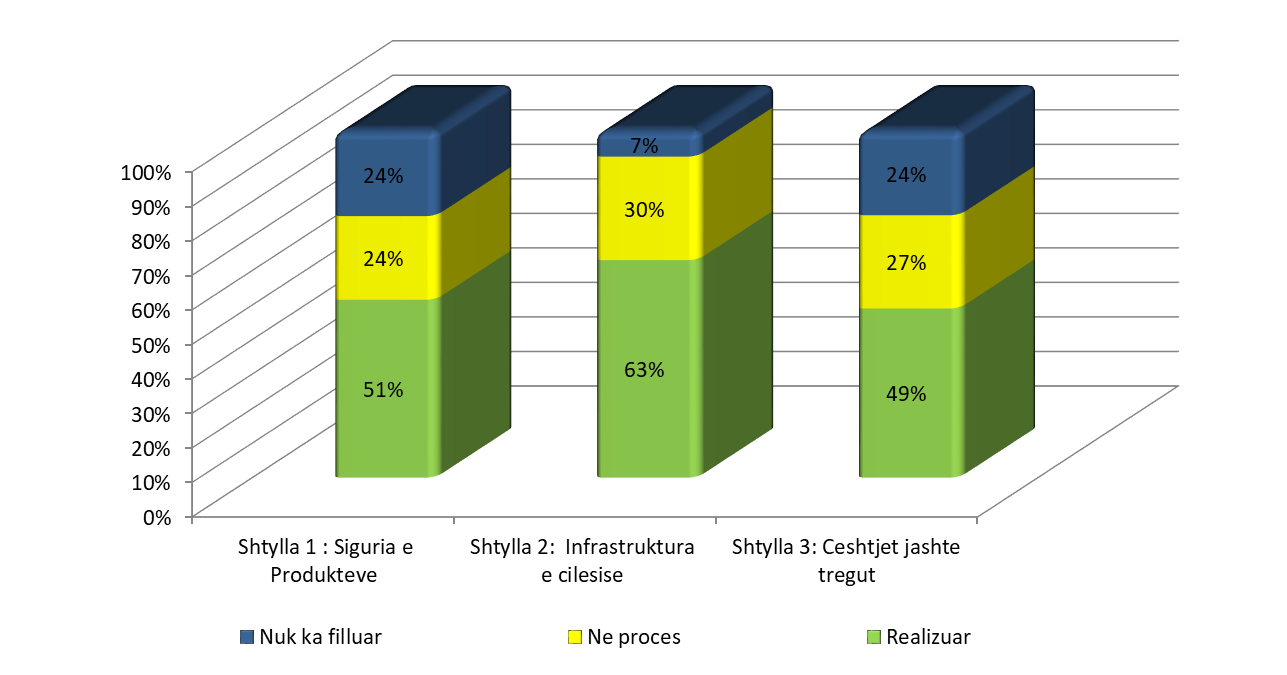 100%
90%
80%
70%
60%
50%
40%
30%
20%
10%
0%
24%
24%
51%
7%
30%
63%
24%
27%
49%
Shtylla 1 : Siguria e
Produkteve
Shtylla 2:  Infrastruktura
e cilesise
Shtylla 3: Ceshtjet jashte
tregut
Nuk ka filluar
Ne proces
Realizuar